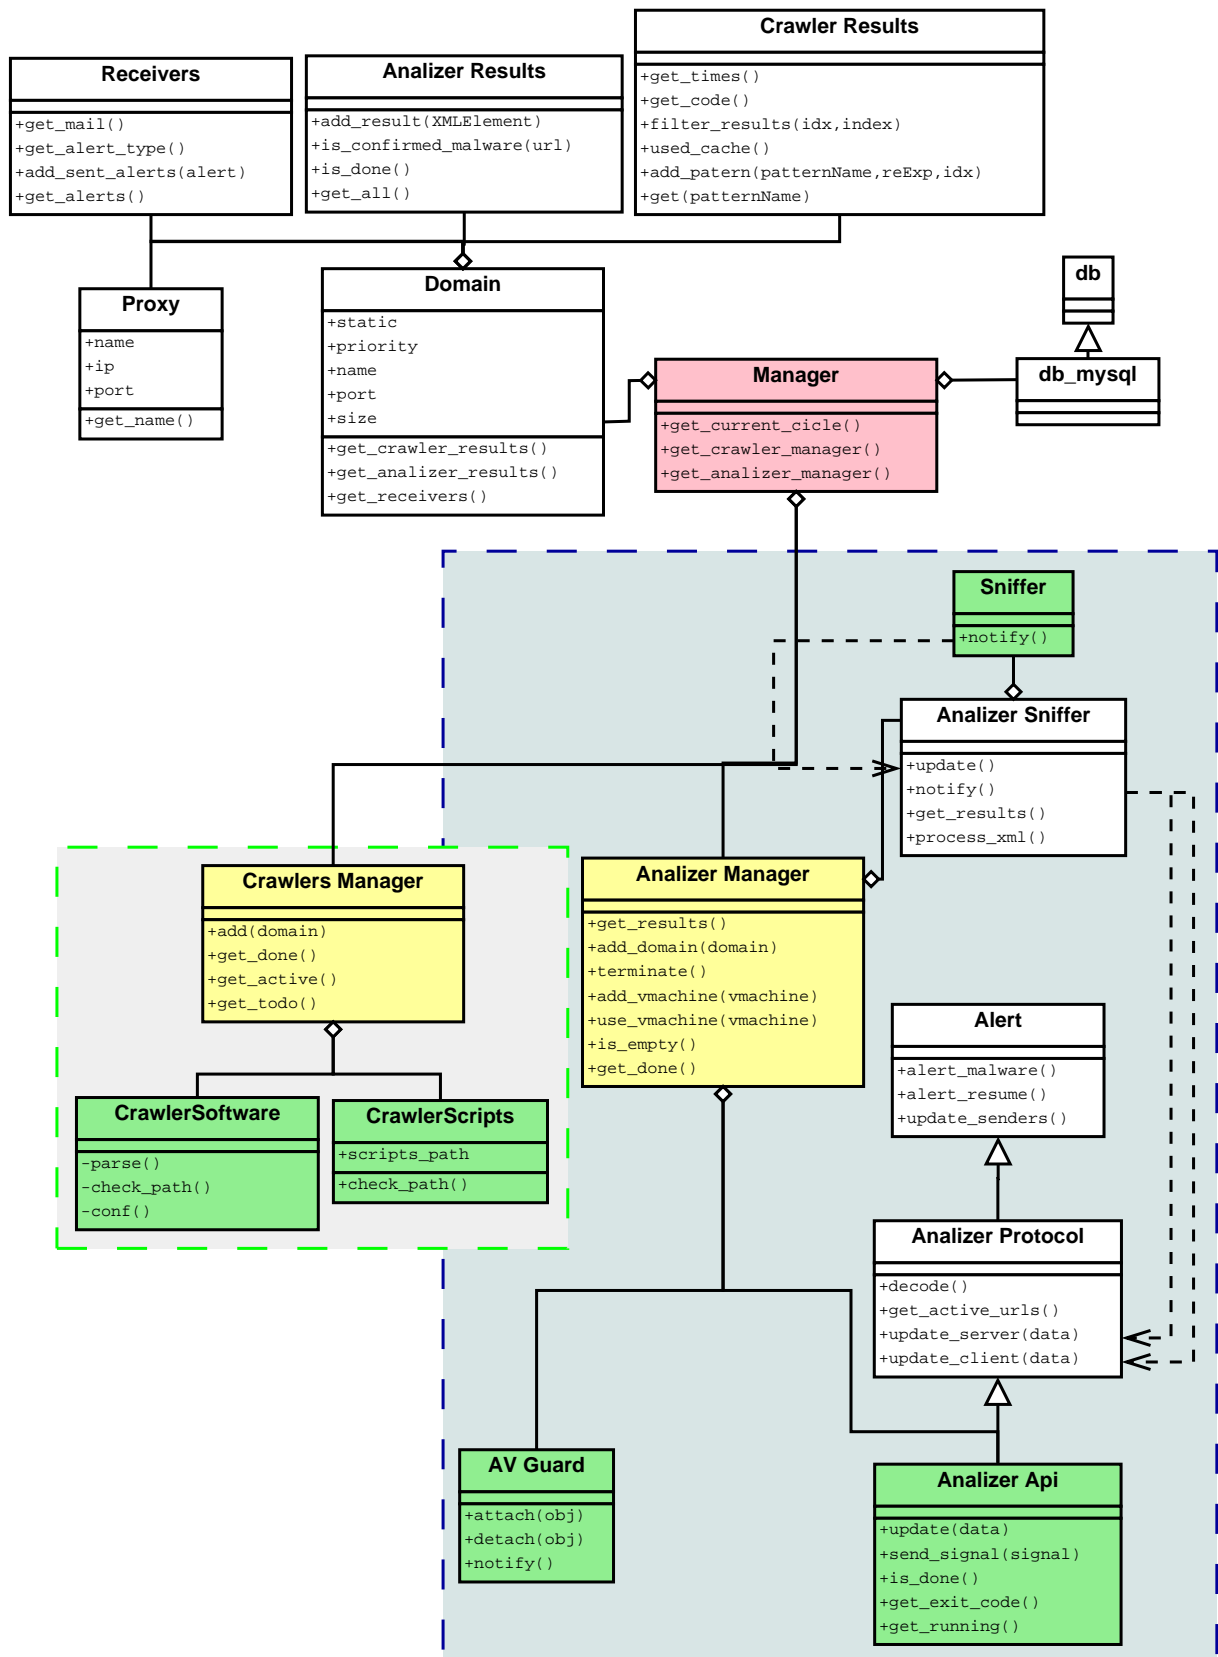 Receivers
+get_mail()
+get_alert_type()
+add_sent_alerts(alert)
+get_alerts()
Analizer Results
+add_result(XMLElement)
+is_confirmed_malware(url)
+is_done()
+get_all()
Crawler Results
+get_times()
+get_code()
+filter_results(idx,index)
+used_cache()
+add_patern(patternName,reExp,idx)
+get(patternName)
Proxy
+name
+ip
+port
+get_name()
Domain
+static
+priority
+name
+port
+size
+get_crawler_results()
+get_analizer_results()
+get_receivers()
Manager
+get_current_cicle()
+get_crawler_manager()
+get_analizer_manager()
db
db_mysql
Sniffer
+notify()
Analizer Sniffer
+update()
+notify()
+get_results()
+process_xml()
Crawlers Manager
+add(domain)
+get_done()
+get_active()
+get_todo()
Analizer Manager
+get_results()
+add_domain(domain)
+terminate()
+add_vmachine(vmachine)
+use_vmachine(vmachine)
+is_empty()
+get_done()
Alert
+alert_malware()
+alert_resume()
+update_senders()
CrawlerSoftware
-parse()
-check_path()
-conf()
CrawlerScripts
+scripts_path
+check_path()
Analizer Protocol
+decode()
+get_active_urls()
+update_server(data)
+update_client(data)
AV Guard
+attach(obj)
+detach(obj)
+notify()
Analizer Api
+update(data)
+send_signal(signal)
+is_done()
+get_exit_code()
+get_running()